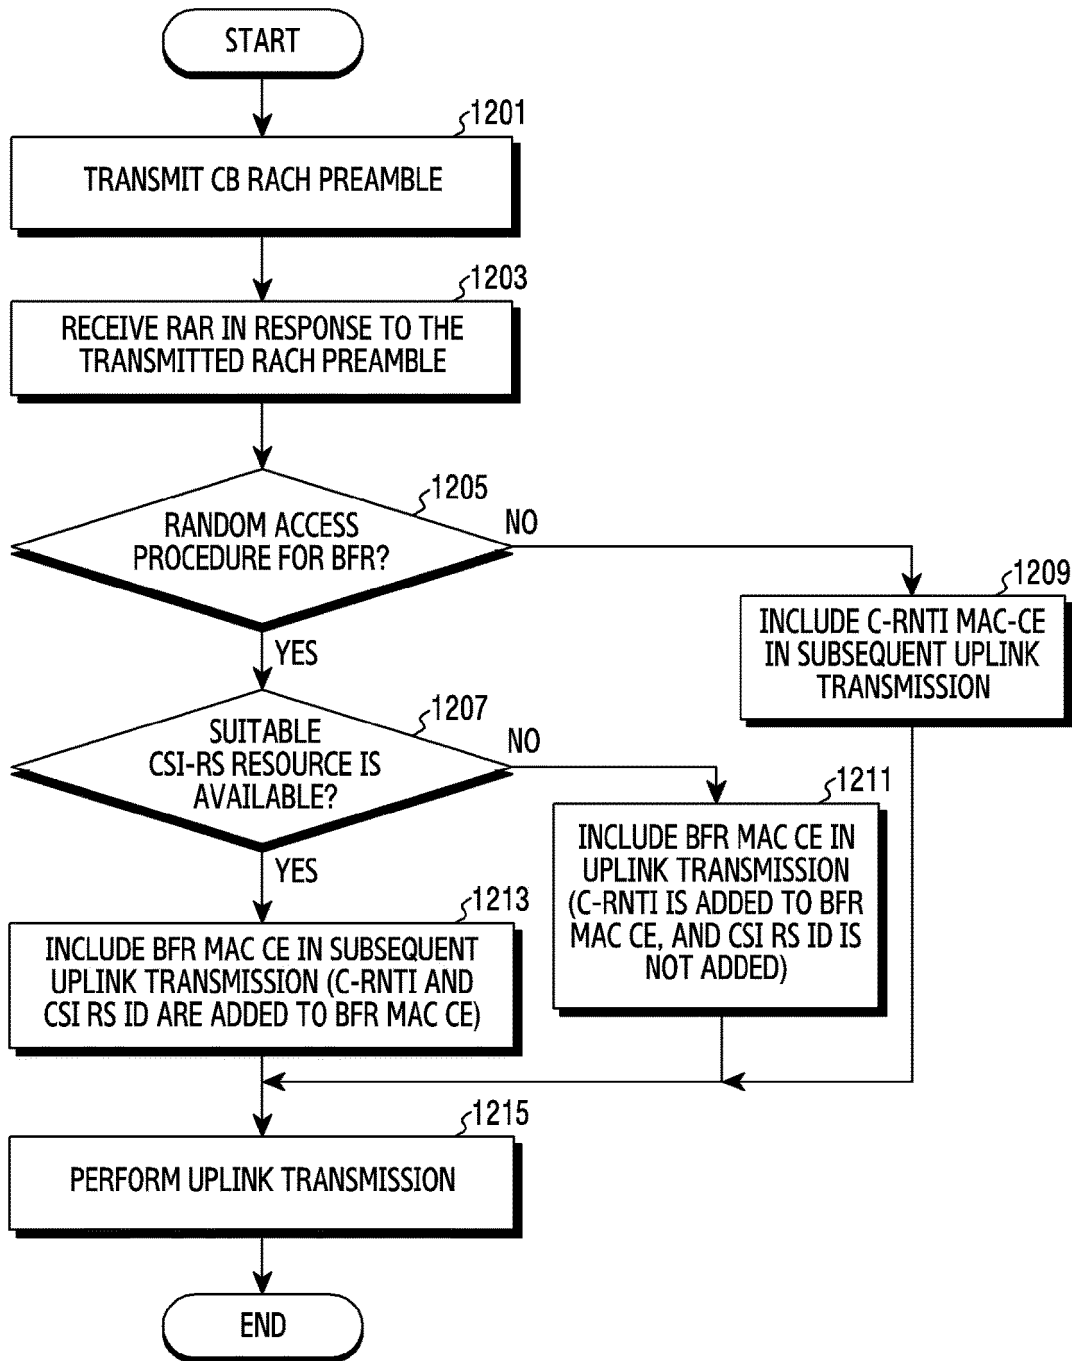 START
1201
TRANSMIT CB RACH PREAMBLE
1203
RECEIVE RAR IN RESPONSE TO THE
TRANSMITTED RACH PREAMBLE
1205
RANDOM ACCESS
PROCEDURE FOR BFR?
NO
YES
1209
INCLUDE C-RNTI MAC-CE
IN SUBSEQUENT UPLINK
TRANSMISSION
1207
SUITABLE
CSI-RS RESOURCE IS
AVAILABLE?
NO
YES
1211
INCLUDE BFR MAC CE IN
UPLINK TRANSMISSION
(C-RNTI IS ADDED TO BFR
MAC CE, AND CSI RS ID IS
NOT ADDED)
1213
INCLUDE BFR MAC CE IN SUBSEQUENT
UPLINK TRANSMISSION (C-RNTI AND
CSI RS ID ARE ADDED TO BFR MAC CE)
1215
PERFORM UPLINK TRANSMISSION
END